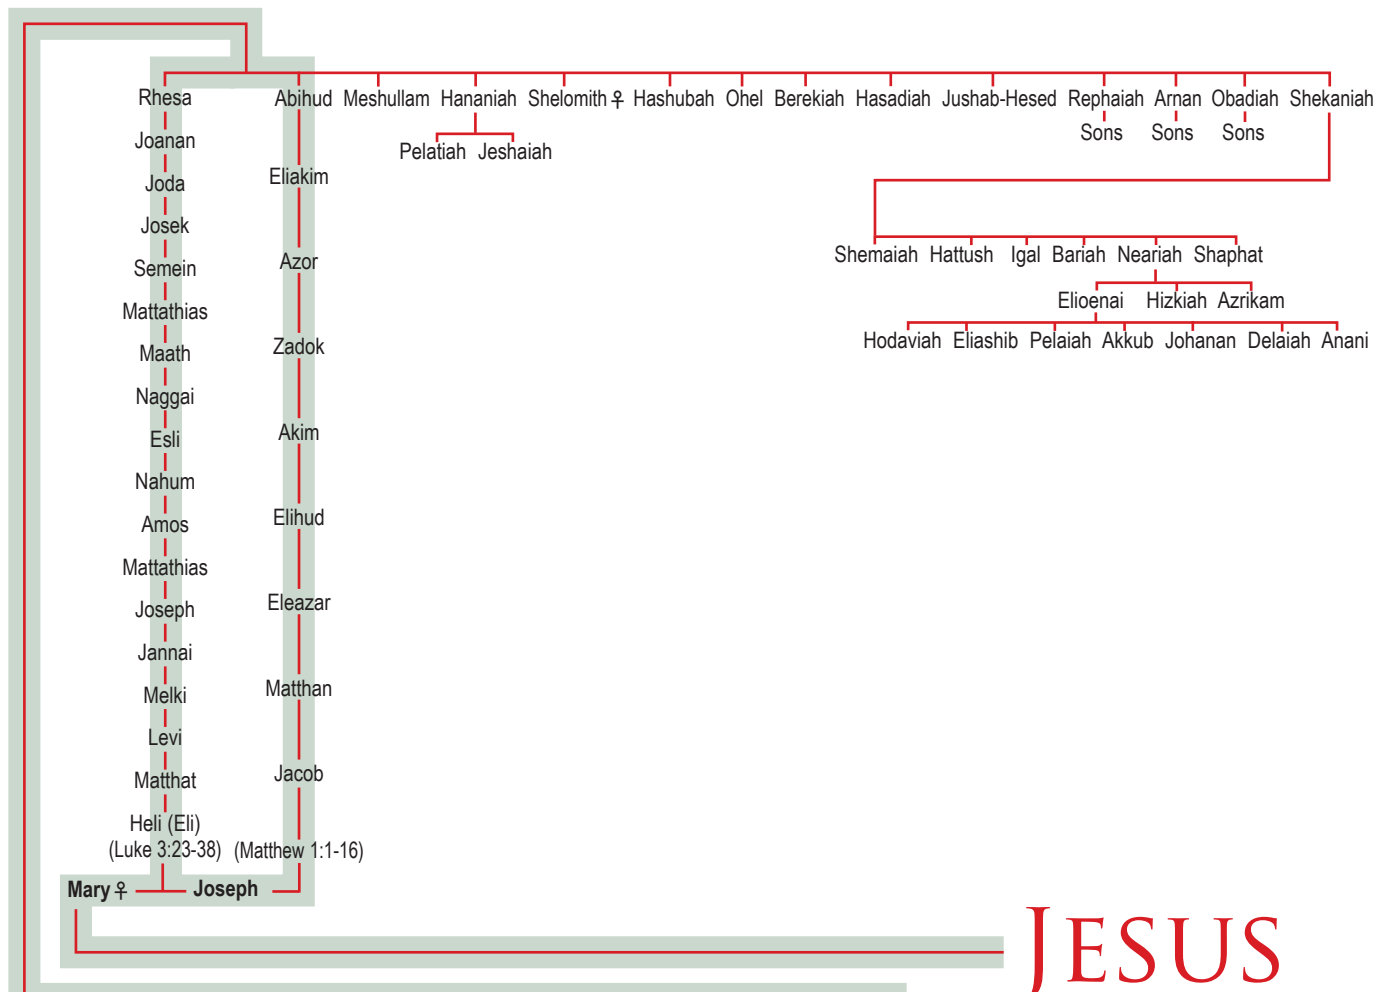 Rhesa Abihud Meshullam Hananiah Shelomith♀ Hashubah Ohel Berekiah Hasadiah Jushab-Hesed Rephaiah Arnan Obadiah Shekaniah
Sons Sons Sons
Joanan
Pelatiah Jeshaiah
Eliakim
Joda
Josek
Shemaiah Hattush Igal Bariah Neariah Shaphat
Azor
Semein
Elioenai Hizkiah Azrikam
Mattathias
Hodaviah Eliashib Pelaiah Akkub Johanan Delaiah Anani
Zadok
Maath
Naggai
Akim
Esli
Nahum
Elihud
Amos
Mattathias
Eleazar
Joseph
Jannai
Matthan
Melki
Levi
Jacob
Matthat
Heli (Eli)
(Luke 3:23-38) (Matthew 1:1-16)
Mary♀ Joseph
JESUS